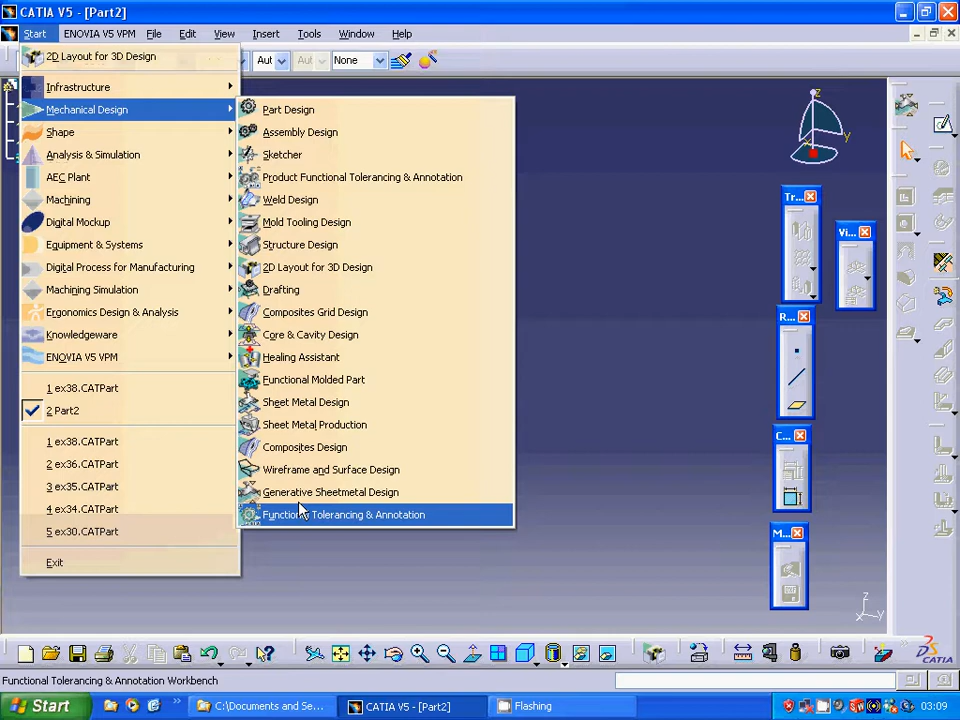 CATIA V5 - [Part2]
Start ENOVIA V5 VPM File Edit View Insert Tools Window Help
Aut Aut None
2D Layout for 3D Design
Infrastructure
Mechanical Design
Shape
Analysis & Simulation
AEC Plant
Machining
Digital Mockup
Equipment & Systems
Digital Process for Manufacturing
Machining Simulation
Ergonomics Design & Analysis
Knowledgeware
ENOVIA V5 VPM
1 ex38.CATPart
2 Part2
1 ex38.CATPart
2 ex36.CATPart
3 ex35.CATPart
4 ex34.CATPart
5 ex30.CATPart
Exit
Part Design
Assembly Design
Sketcher
Product Functional Tolerancing & Annotation
Weld Design
Mold Tooling Design
Structure Design
2D Layout for 3D Design
Drafting
Composites Grid Design
Core & Cavity Design
Healing Assistant
Functional Molded Part
Sheet Metal Design
Sheet Metal Production
Composites Design
Wireframe and Surface Design
Generative Sheetmetal Design
Functional Tolerancing & Annotation
z
y
x
Tr...
Vi...
R...
C...
M...
z
x y
CATIA
Functional Tolerancing & Annotation Workbench
Start C:\Documents and Se... CATIA V5 - [Part2] Flashing 03:09